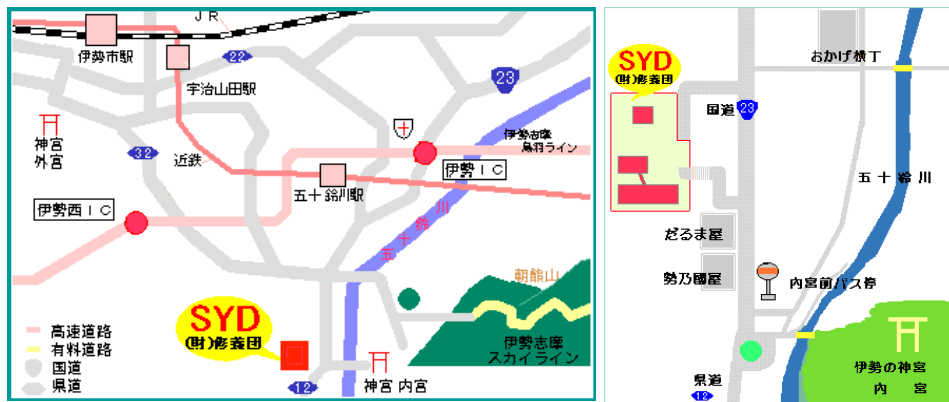 JR
伊勢市駅
22
宇治山田駅
23
神宮
外宮
32
近鉄
伊勢志摩
鳥羽ライン
伊勢IC
五十鈴川駅
伊勢西IC
五十鈴川
朝熊山
SYD
(財)修養団
伊勢志摩
スカイライン
高速道路
有料道路
国道
県道
12
神宮 内宮
おかげ横丁
SYD
(財)修養団
国道
23
五十鈴川
だるま屋
勢乃國屋
内宮前バス停
伊勢の神宮
内 宮
県道
12